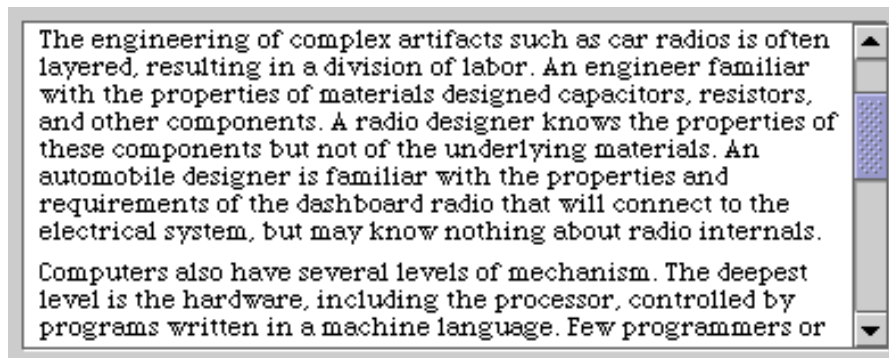 The engineering of complex artifacts such as car radios is often
layered, resulting in a division of labor. An engineer familiar
with the properties of materials designed capacitors, resistors,
and other components. A radio designer knows the properties of
these components but not of the underlying materials. An
automobile designer is familiar with the properties and
requirements of the dashboard radio that will connect to the
electrical system, but may know nothing about radio internals.
Computers also have several levels of mechanism. The deepest
level is the hardware, including the processor, controlled by
programs written in a machine language. Few programmers or